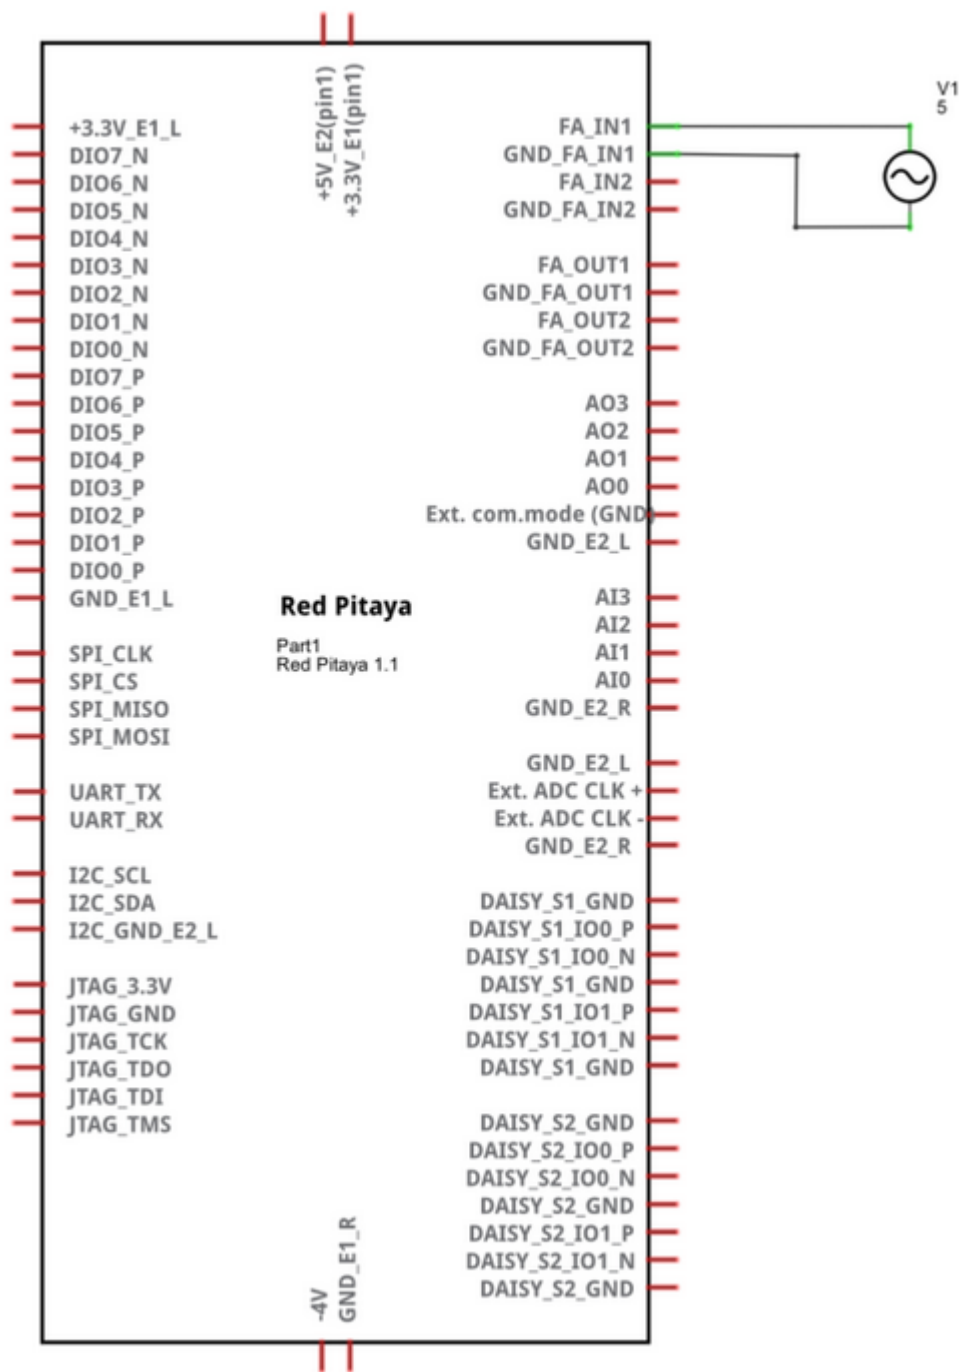 +5V_E2(pin1)
+3.3V_E1(pin1)
V1
5
+3.3V_E1_L
DIO7_N
DIO6_N
DIO5_N
DIO4_N
DIO3_N
DIO2_N
DIO1_N
DIO0_N
DIO7_P
DIO6_P
DIO5_P
DIO4_P
DIO3_P
DIO2_P
DIO1_P
DIO0_P
GND_E1_L
SPI_CLK
SPI_CS
SPI_MISO
SPI_MOSI
UART_TX
UART_RX
I2C_SCL
I2C_SDA
I2C_GND_E2_L
JTAG_3.3V
JTAG_GND
JTAG_TCK
JTAG_TDO
JTAG_TDI
JTAG_TMS
Red Pitaya
Part1
Red Pitaya 1.1
FA_IN1
GND_FA_IN1
FA_IN2
GND_FA_IN2
FA_OUT1
GND_FA_OUT1
FA_OUT2
GND_FA_OUT2
AO3
AO2
AO1
AO0
Ext. com.mode (GND)
GND_E2_L
AI3
AI2
AI1
AI0
GND_E2_R
GND_E2_L
Ext. ADC CLK +
Ext. ADC CLK -
GND_E2_R
DAISY_S1_GND
DAISY_S1_IO0_P
DAISY_S1_IO0_N
DAISY_S1_GND
DAISY_S1_IO1_P
DAISY_S1_IO1_N
DAISY_S1_GND
DAISY_S2_GND
DAISY_S2_IO0_P
DAISY_S2_IO0_N
DAISY_S2_GND
DAISY_S2_IO1_P
DAISY_S2_IO1_N
DAISY_S2_GND
-4V
GND_E1_R